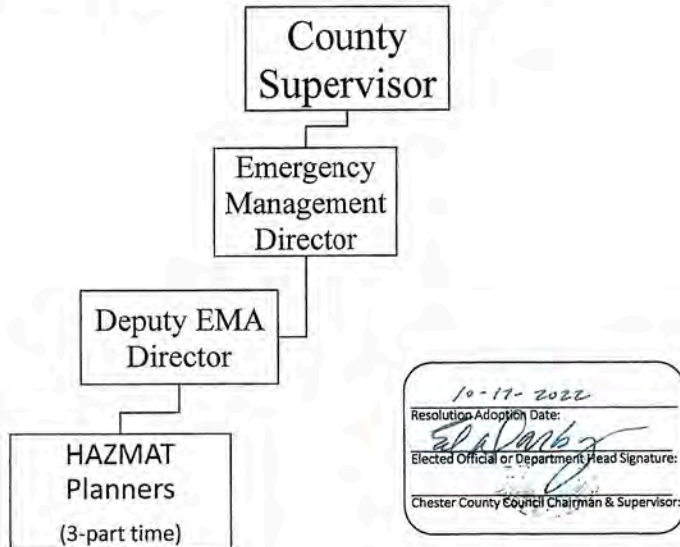 County
Supervisor
Emergency
Management
Director
Deputy EMA
Director
HAZMAT
Planners
(3-part time)
10-17-2022
Resolution Adoption Date:
Elected Official or Department Head Signature:
Chester County Council Chairman & Supervisor: